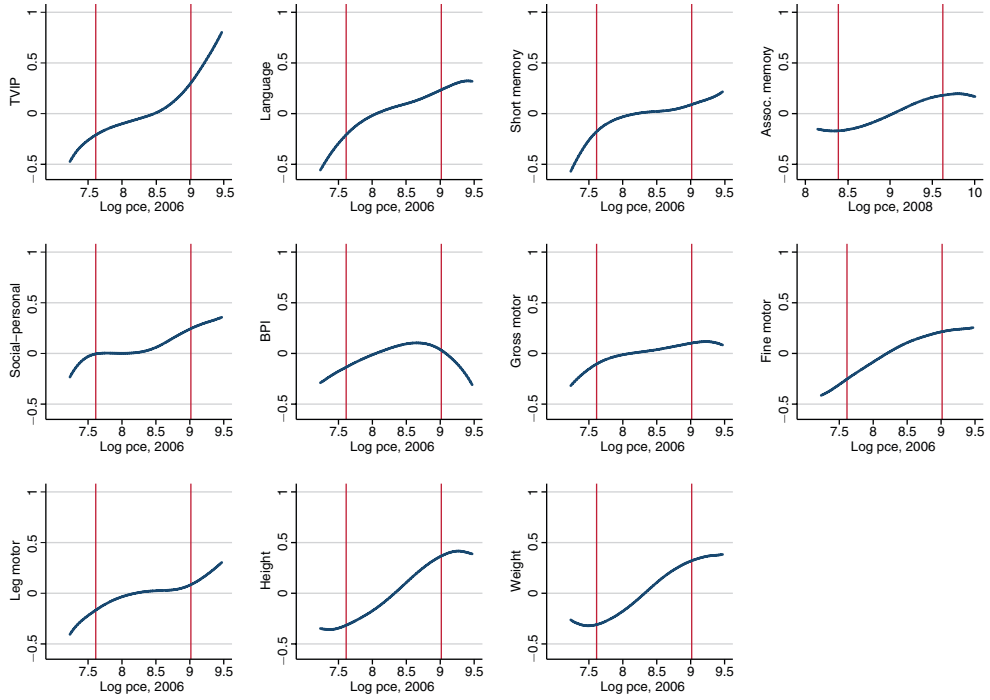 TVIP
−0.5 0 0.5 1
7.5 8 8.5 9 9.5
Log pce, 2006
Language
−0.5 0 0.5 1
7.5 8 8.5 9 9.5
Log pce, 2006
Short memory
−0.5 0 0.5 1
7.5 8 8.5 9 9.5
Log pce, 2006
Assoc. memory
−0.5 0 0.5 1
8 8.5 9 9.5 10
Log pce, 2008
Social−personal
−0.5 0 0.5 1
7.5 8 8.5 9 9.5
Log pce, 2006
BPI
−0.5 0 0.5 1
7.5 8 8.5 9 9.5
Log pce, 2006
Gross motor
−0.5 0 0.5 1
7.5 8 8.5 9 9.5
Log pce, 2006
Fine motor
−0.5 0 0.5 1
7.5 8 8.5 9 9.5
Log pce, 2006
Leg motor
−0.5 0 0.5 1
7.5 8 8.5 9 9.5
Log pce, 2006
Height
−0.5 0 0.5 1
7.5 8 8.5 9 9.5
Log pce, 2006
Weight
−0.5 0 0.5 1
7.5 8 8.5 9 9.5
Log pce, 2006